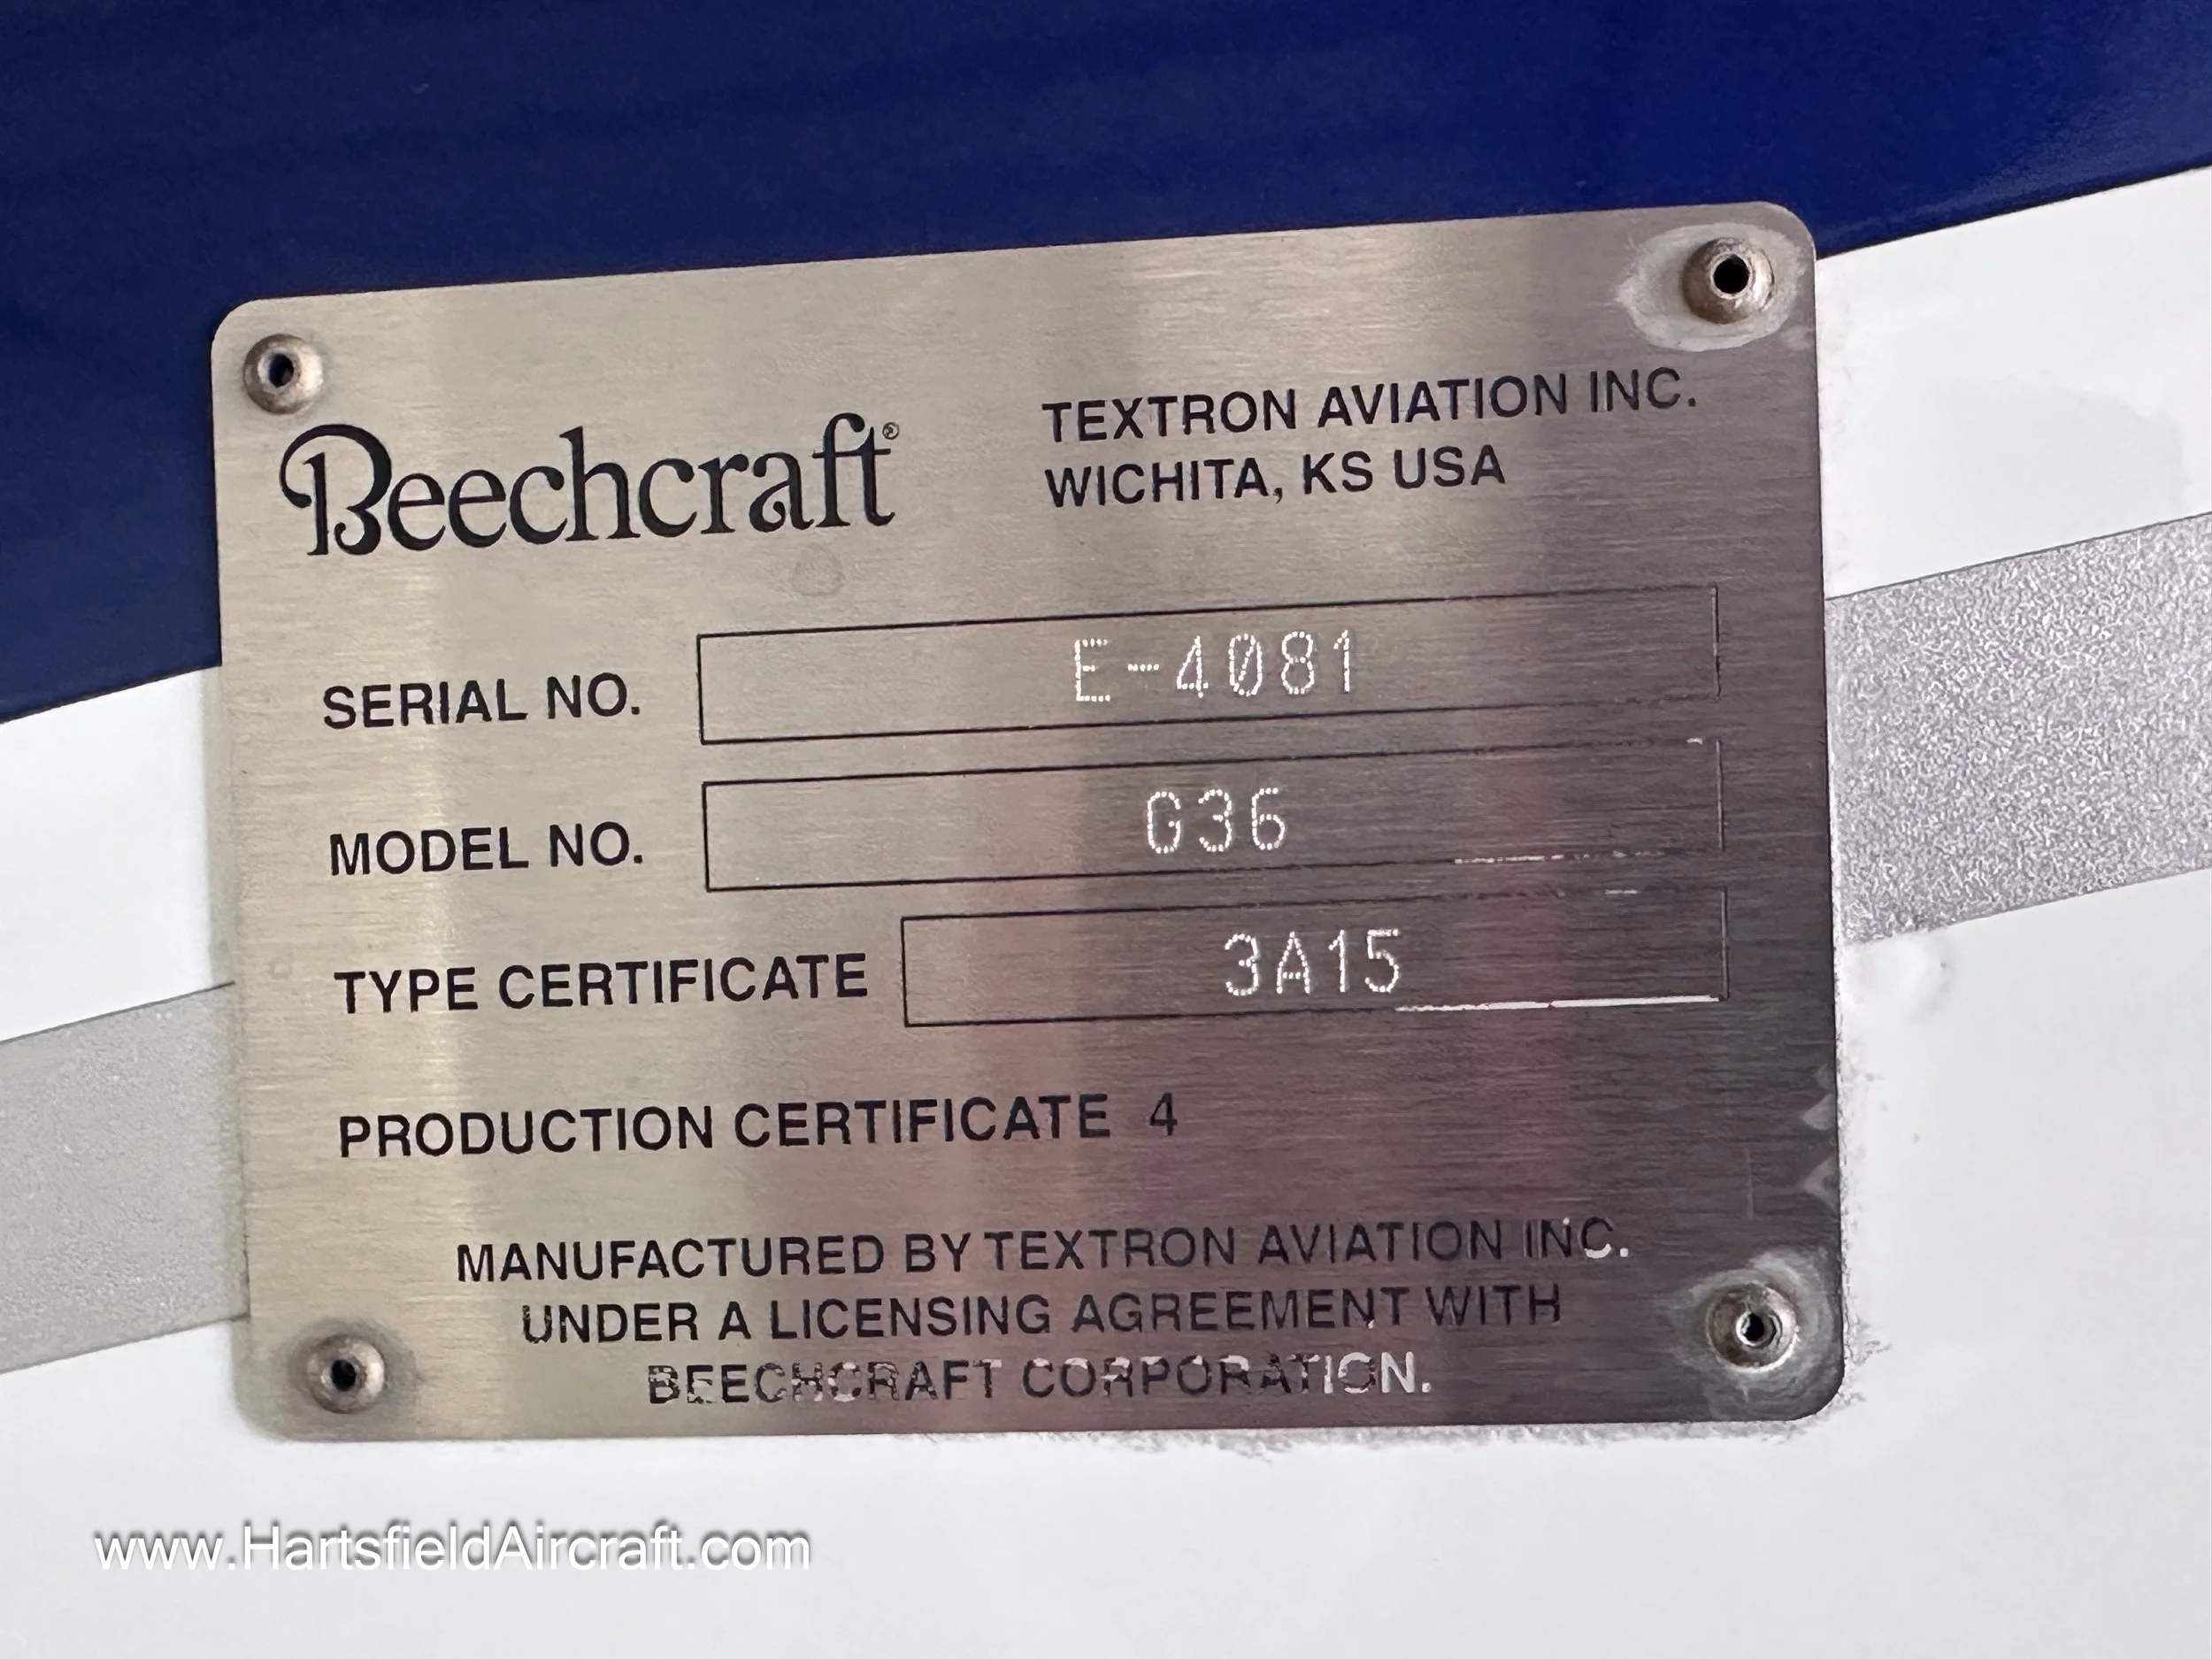 Beechcraft®
TEXTRON AVIATION INC.
WICHITA, KS USA
SERIAL NO. E-4081
MODEL NO. G36
TYPE CERTIFICATE 3A15
PRODUCTION CERTIFICATE 4
MANUFACTURED BY TEXTRON AVIATION INC.
UNDER A LICENSING AGREEMENT WITH
BEECHCRAFT CORPORATION.
www.HartsfieldAircraft.com